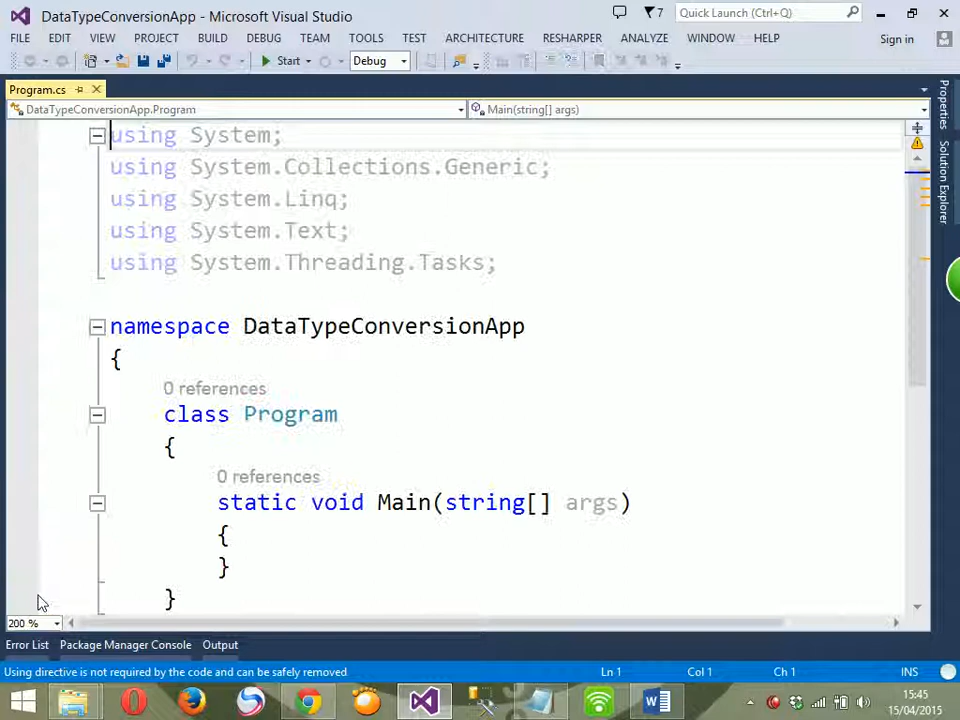 DataTypeConversionApp - Microsoft Visual Studio
7
Quick Launch (Ctrl+Q)
FILE EDIT VIEW PROJECT BUILD DEBUG TEAM TOOLS TEST ARCHITECTURE RESHARPER ANALYZE WINDOW HELP Sign in
Start Debug
Program.cs
DataTypeConversionApp.Program Main(string[] args)
Properties
Solution Explorer
using System;
using System.Collections.Generic;
using System.Linq;
using System.Text;
using System.Threading.Tasks;
namespace DataTypeConversionApp
{
0 references
class Program
{
0 references
static void Main(string[] args)
{
}
}
200 %
Error List Package Manager Console Output
Using directive is not required by the code and can be safely removed Ln 1 Col 1 Ch 1 INS
15:45
15/04/2015